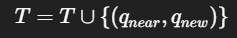 T = T ∪ {(q_near, q_new)}